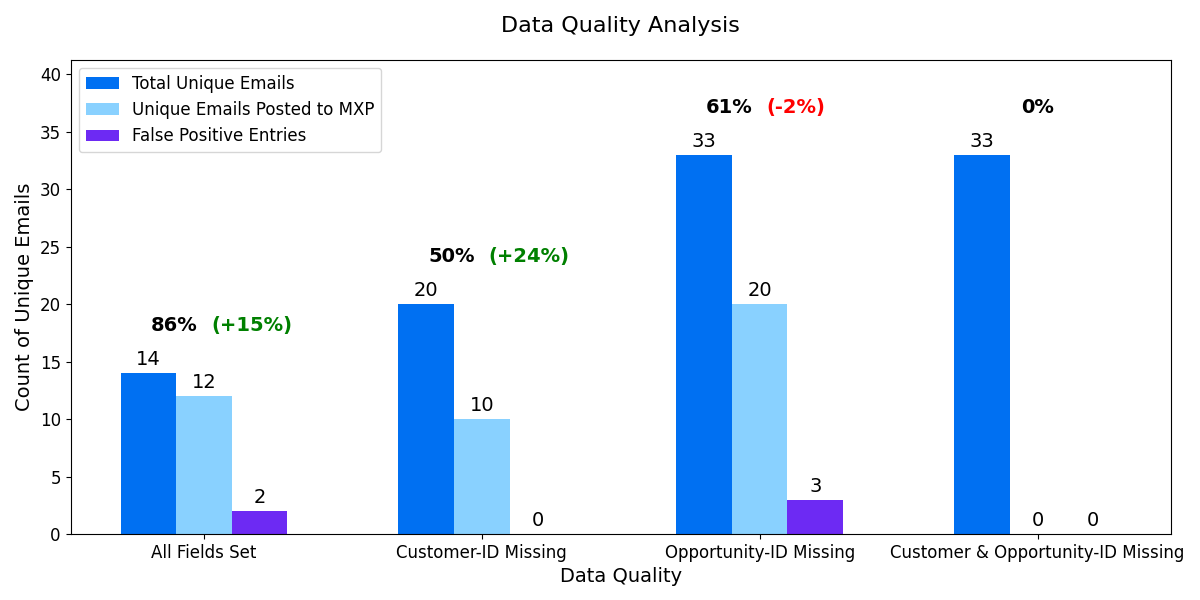 Data Quality Analysis
Total Unique Emails
Unique Emails Posted to MXP
False Positive Entries
Count of Unique Emails
40
35
30
25
20
15
10
5
0
86% (+15%)
14
12
2
50% (+24%)
20
10
0
61% (-2%)
33
20
3
0%
33
0
0
All Fields Set
Customer-ID Missing
Opportunity-ID Missing
Customer & Opportunity-ID Missing
Data Quality